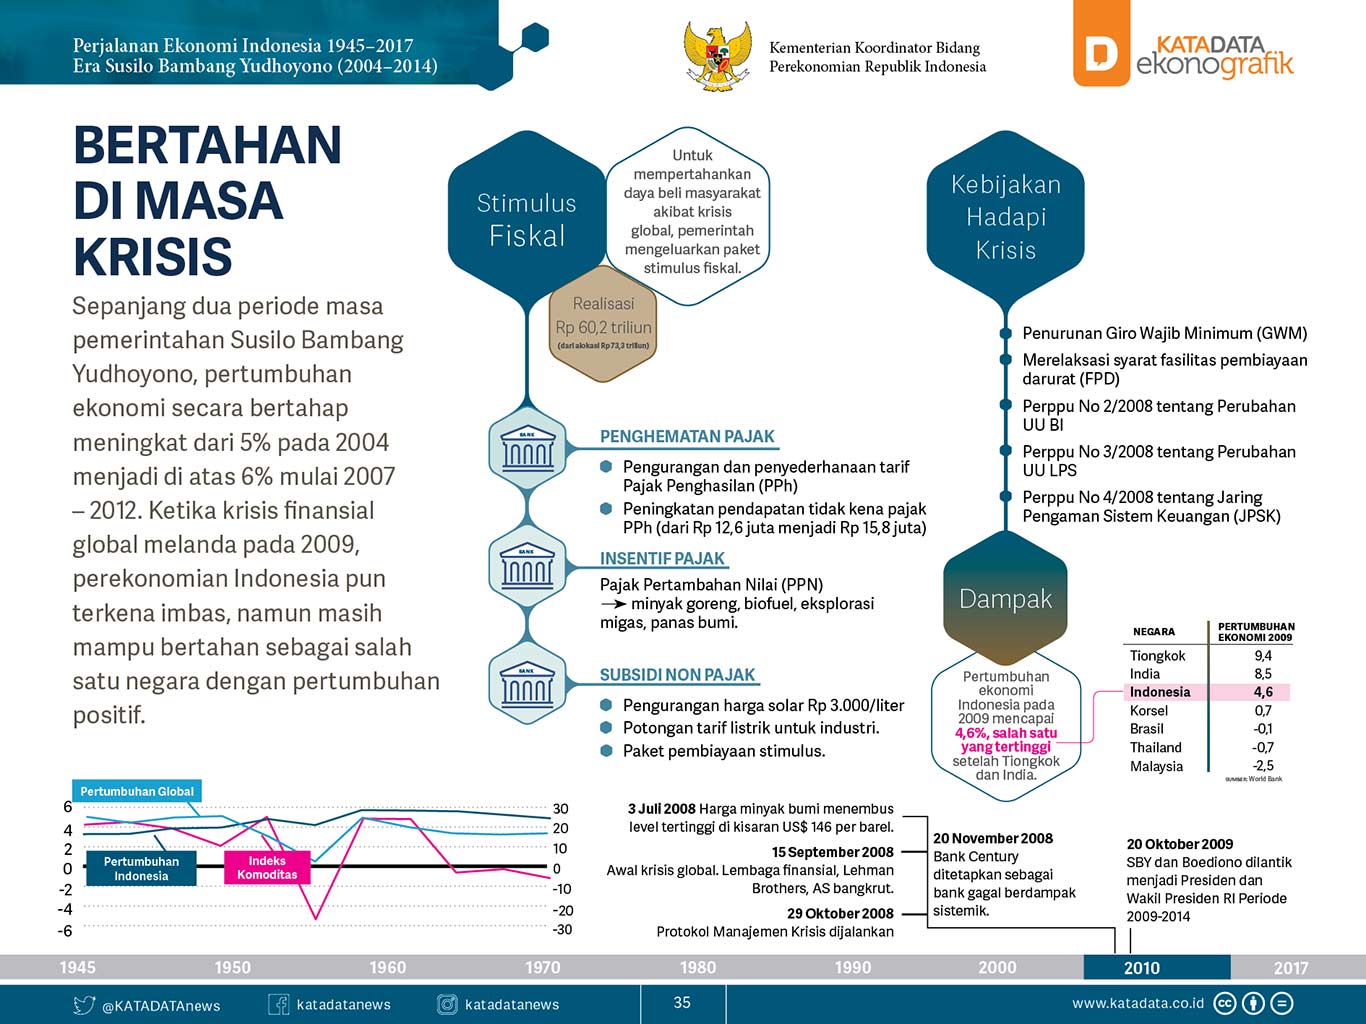 Perjalanan Ekonomi Indonesia 1945–2017
Era Susilo Bambang Yudhoyono (2004–2014)
Kementerian Koordinator Bidang
Perekonomian Republik Indonesia
D
KATADATA
ekonografik
BERTAHAN
DI MASA
KRISIS
Sepanjang dua periode masa
pemerintahan Susilo Bambang
Yudhoyono, pertumbuhan
ekonomi secara bertahap
meningkat dari 5% pada 2004
menjadi di atas 6% mulai 2007
– 2012. Ketika krisis finansial
global melanda pada 2009,
perekonomian Indonesia pun
terkena imbas, namun masih
mampu bertahan sebagai salah
satu negara dengan pertumbuhan
positif.
Stimulus
Fiskal
Untuk
mempertahankan
daya beli masyarakat
akibat krisis
global, pemerintah
mengeluarkan paket
stimulus fiskal.
Realisasi
Rp 60,2 triliun
(dari alokasi Rp73,3 triliun)
BANK
PENGHEMATAN PAJAK
Pengurangan dan penyederhanaan tarif
Pajak Penghasilan (PPh)
Peningkatan pendapatan tidak kena pajak
PPh (dari Rp 12,6 juta menjadi Rp 15,8 juta)
BANK
INSENTIF PAJAK
Pajak Pertambahan Nilai (PPN)
→ minyak goreng, biofuel, eksplorasi
migas, panas bumi.
BANK
SUBSIDI NON PAJAK
Pengurangan harga solar Rp 3.000/liter
Potongan tarif listrik untuk industri.
Paket pembiayaan stimulus.
Kebijakan
Hadapi
Krisis
Penurunan Giro Wajib Minimum (GWM)
Merelaksasi syarat fasilitas pembiayaan
darurat (FPD)
Perppu No 2/2008 tentang Perubahan
UU BI
Perppu No 3/2008 tentang Perubahan
UU LPS
Perppu No 4/2008 tentang Jaring
Pengaman Sistem Keuangan (JPSK)
Dampak
Pertumbuhan
ekonomi
Indonesia pada
2009 mencapai
4,6%, salah satu
yang tertinggi
setelah Tiongkok
dan India.
NEGARA PERTUMBUHAN
EKONOMI 2009
Tiongkok 9,4
India 8,5
Indonesia 4,6
Korsel 0,7
Brasil -0,1
Thailand -0,7
Malaysia -2,5
SUMBER: World Bank
Pertumbuhan Global
Pertumbuhan
Indonesia
Indeks
Komoditas
6 30
4 20
2 10
0 0
-2 -10
-4 -20
-6 -30
3 Juli 2008 Harga minyak bumi menembus
level tertinggi di kisaran US$ 146 per barel.
15 September 2008
Awal krisis global. Lembaga finansial, Lehman
Brothers, AS bangkrut.
29 Oktober 2008
Protokol Manajemen Krisis dijalankan
20 November 2008
Bank Century
ditetapkan sebagai
bank gagal berdampak
sistemik.
20 Oktober 2009
SBY dan Boediono dilantik
menjadi Presiden dan
Wakil Presiden RI Periode
2009-2014
1945 1950 1960 1970 1980 1990 2000 2010 2017
@KATADATAnews katadatanews katadatanews 35 www.katadata.co.id cc